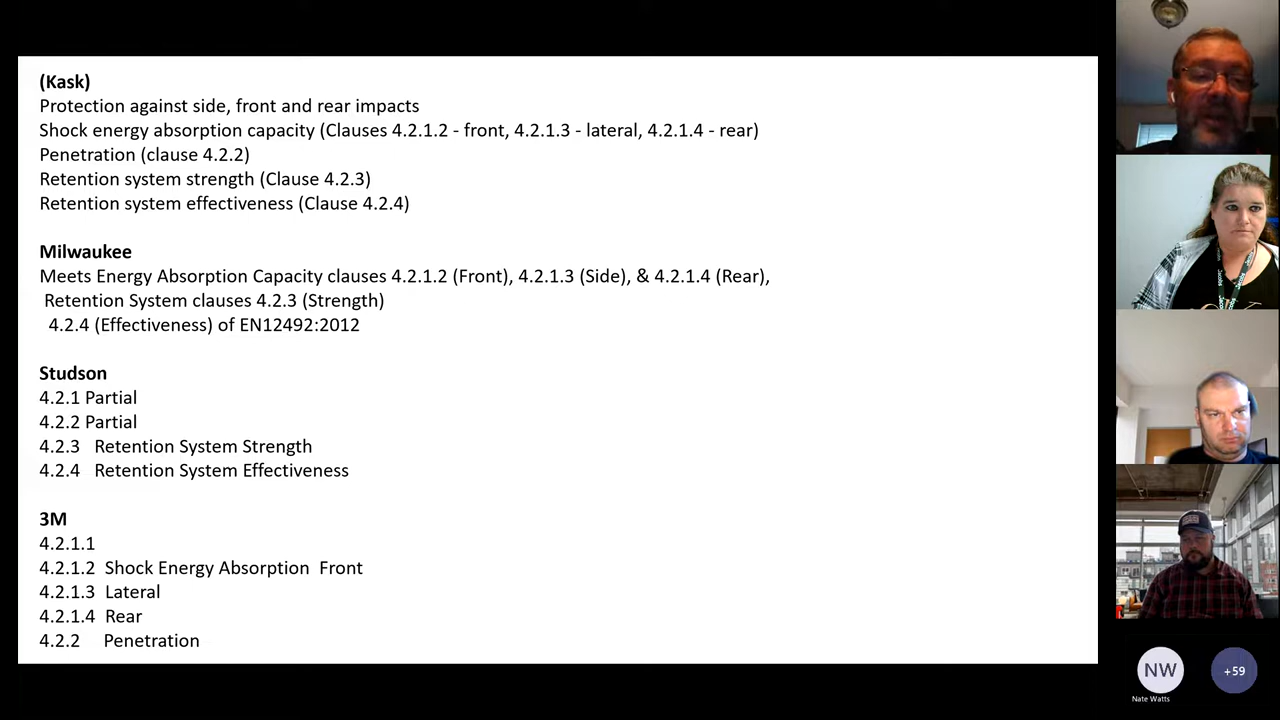 (Kask)
Protection against side, front and rear impacts
Shock energy absorption capacity (Clauses 4.2.1.2 - front, 4.2.1.3 - lateral, 4.2.1.4 - rear)
Penetration (clause 4.2.2)
Retention system strength (Clause 4.2.3)
Retention system effectiveness (Clause 4.2.4)
Milwaukee
Meets Energy Absorption Capacity clauses 4.2.1.2 (Front), 4.2.1.3 (Side), & 4.2.1.4 (Rear),
Retention System clauses 4.2.3 (Strength)
4.2.4 (Effectiveness) of EN12492:2012
Studson
4.2.1 Partial
4.2.2 Partial
4.2.3 Retention System Strength
4.2.4 Retention System Effectiveness
3M
4.2.1.1
4.2.1.2 Shock Energy Absorption Front
4.2.1.3 Lateral
4.2.1.4 Rear
4.2.2 Penetration
NW
Nate Watts
+59